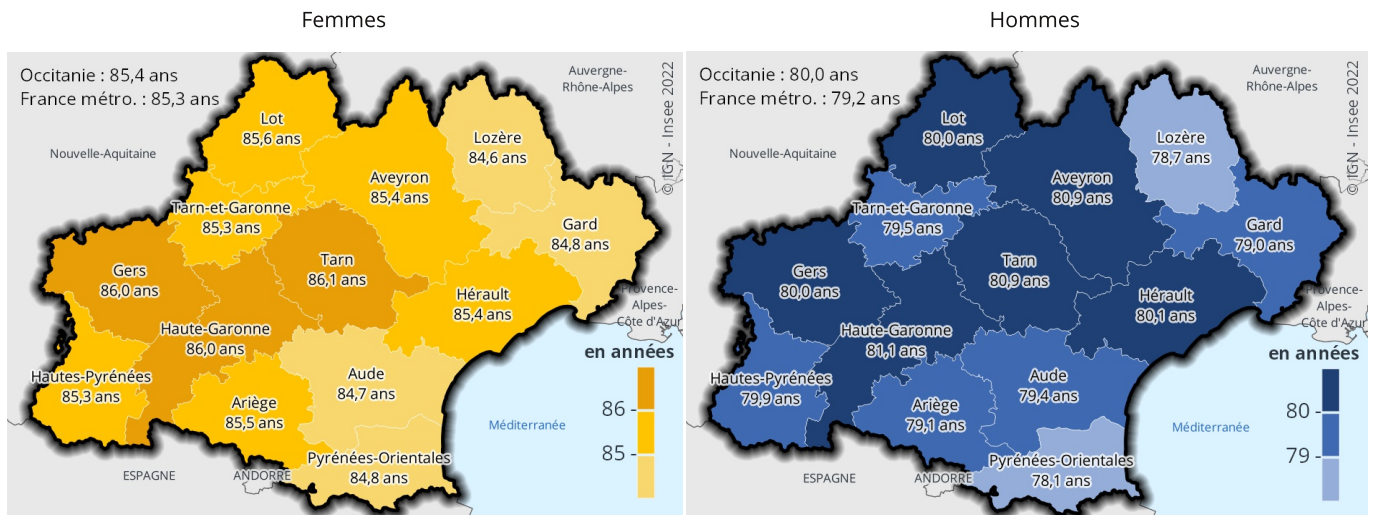 Femmes
Occitanie : 85,4 ans
France métro. : 85,3 ans
Auvergne-
Rhône-Alpes
© IGN - Insee 2022
Nouvelle-Aquitaine
Lot
85,6 ans
Lozère
84,6 ans
Aveyron
85,4 ans
Tarn-et-Garonne
85,3 ans
Gard
84,8 ans
Gers
86,0 ans
Tarn
86,1 ans
Hérault
85,4 ans
Provence-
Alpes-
Côte d'Azur
Haute-Garonne
86,0 ans
Hautes-Pyrénées
85,3 ans
Aude
84,7 ans
Ariège
85,5 ans
Pyrénées-Orientales
84,8 ans
Méditerranée
ESPAGNE
ANDORRE
en années
86
85
Hommes
Occitanie : 80,0 ans
France métro. : 79,2 ans
Auvergne-
Rhône-Alpes
© IGN - Insee 2022
Nouvelle-Aquitaine
Lot
80,0 ans
Lozère
78,7 ans
Aveyron
80,9 ans
Tarn-et-Garonne
79,5 ans
Gard
79,0 ans
Gers
80,0 ans
Tarn
80,9 ans
Hérault
80,1 ans
Provence-
Alpes-
Côte d'Azur
Haute-Garonne
81,1 ans
Hautes-Pyrénées
79,9 ans
Aude
79,4 ans
Ariège
79,1 ans
Pyrénées-Orientales
78,1 ans
Méditerranée
ESPAGNE
ANDORRE
en années
80
79